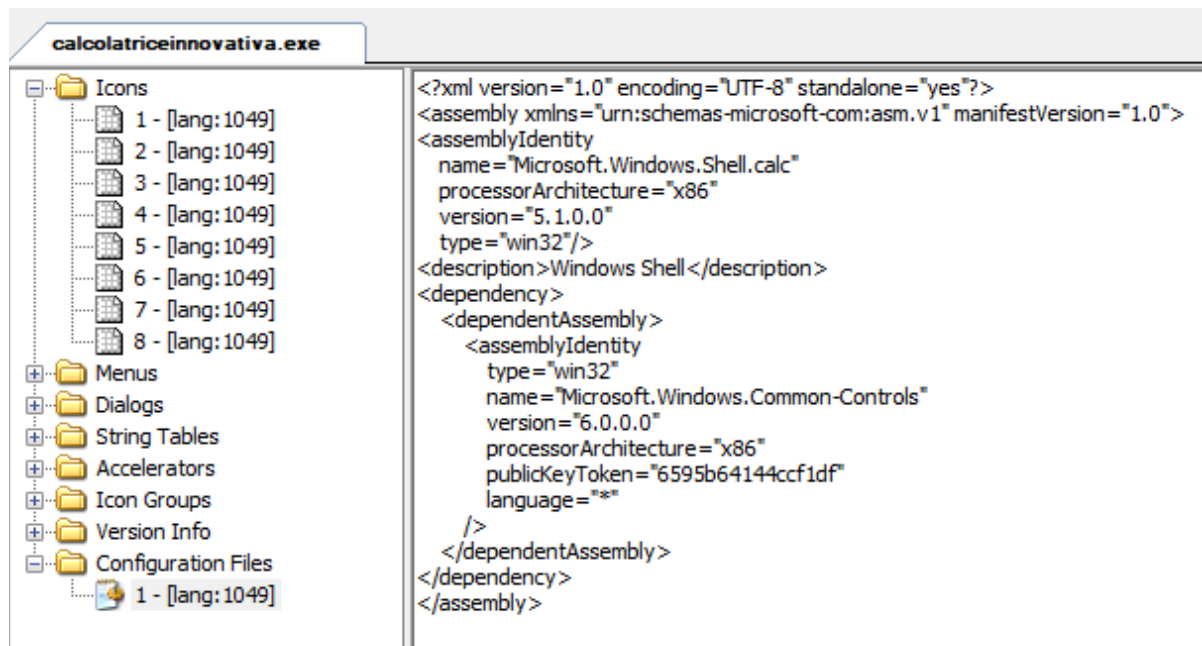 calcolatriceinnovativa.exe
Icons
1 - [lang:1049]
2 - [lang:1049]
3 - [lang:1049]
4 - [lang:1049]
5 - [lang:1049]
6 - [lang:1049]
7 - [lang:1049]
8 - [lang:1049]
Menus
Dialogs
String Tables
Accelerators
Icon Groups
Version Info
Configuration Files
1 - [lang:1049]
<?xml version="1.0" encoding="UTF-8" standalone="yes"?>
<assembly xmlns="urn:schemas-microsoft-com:asm.v1" manifestVersion="1.0">
<assemblyIdentity
name="Microsoft.Windows.Shell.calc"
processorArchitecture="x86"
version="5.1.0.0"
type="win32"/>
<description>Windows Shell</description>
<dependency>
<dependentAssembly>
<assemblyIdentity
type="win32"
name="Microsoft.Windows.Common-Controls"
version="6.0.0.0"
processorArchitecture="x86"
publicKeyToken="6595b64144ccf1df"
language="*"
/>
</dependentAssembly>
</dependency>
</assembly>